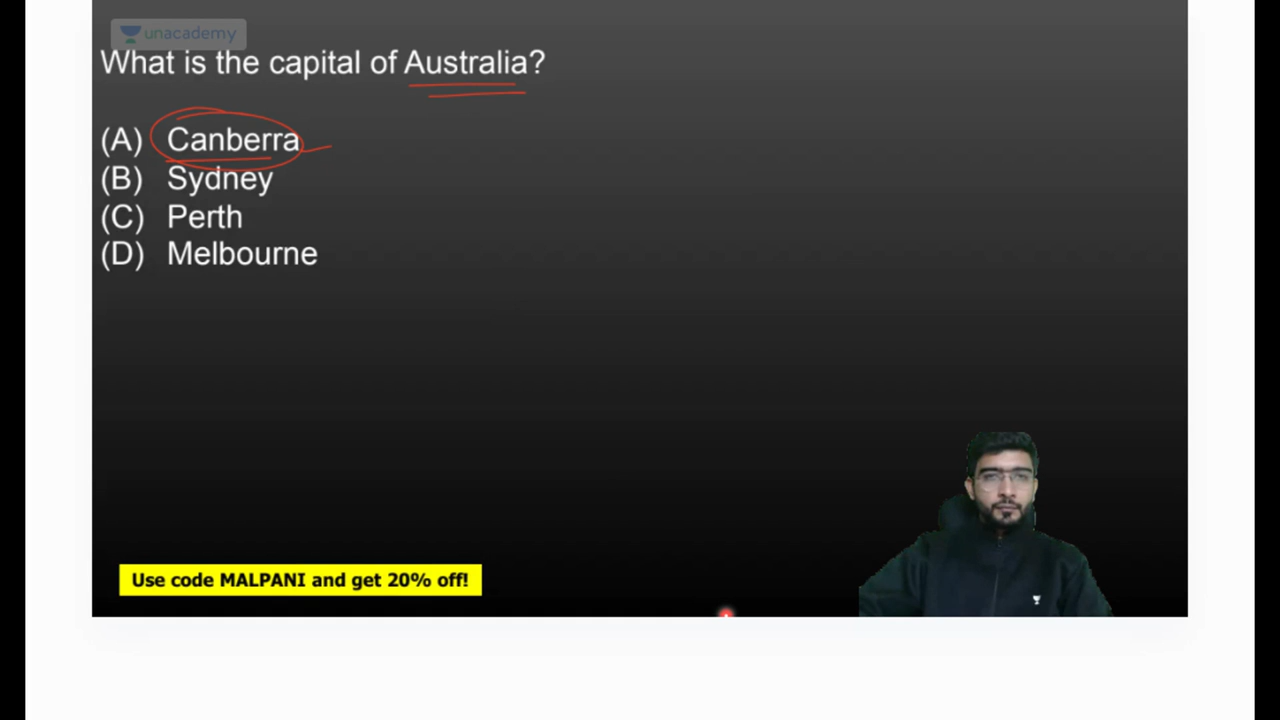 unacademy
What is the capital of Australia?
(A) Canberra
(B) Sydney
(C) Perth
(D) Melbourne
Use code MALPANI and get 20% off!